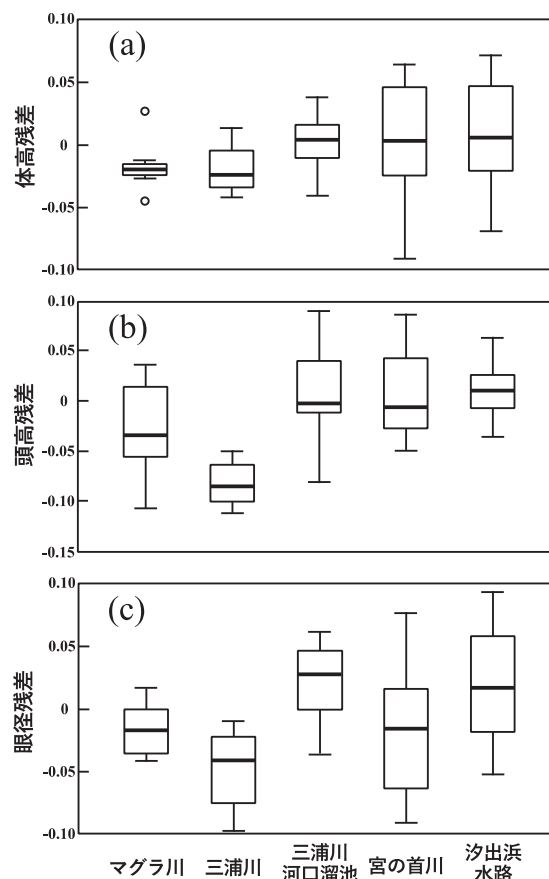 (a)
体高残差
0.10
0.05
0
-0.05
-0.10
(b)
頭高残差
0.10
0.05
0
-0.05
-0.10
-0.15
(c)
眼径残差
0.10
0.05
0
-0.05
-0.10
マグラ川
三浦川
三浦川
河口溜池
宮の首川
汐出浜
水路